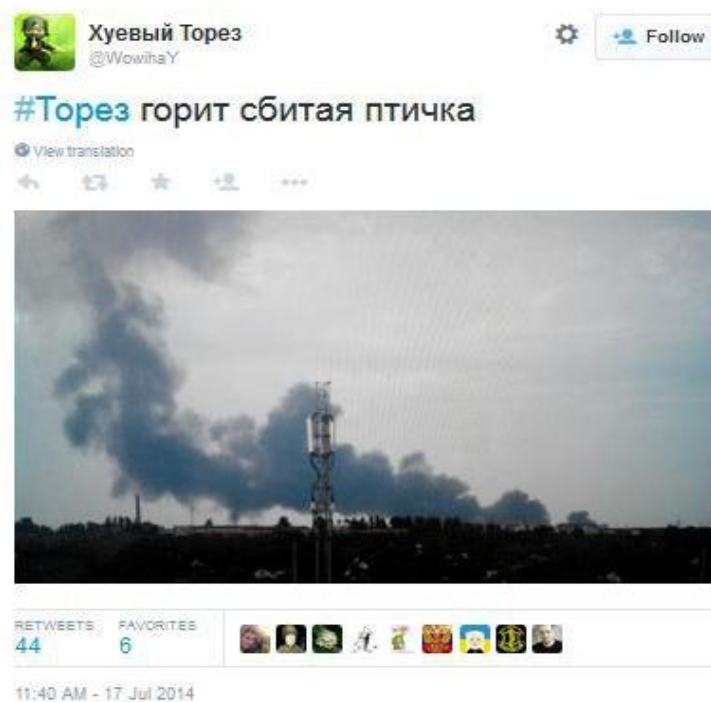 Хуевый Торез
Follow
@WowihaY
#Торез горит сбитая птичка
View translation
RETWEETS FAVORITES
44 6
11:40 AM - 17 Jul 2014